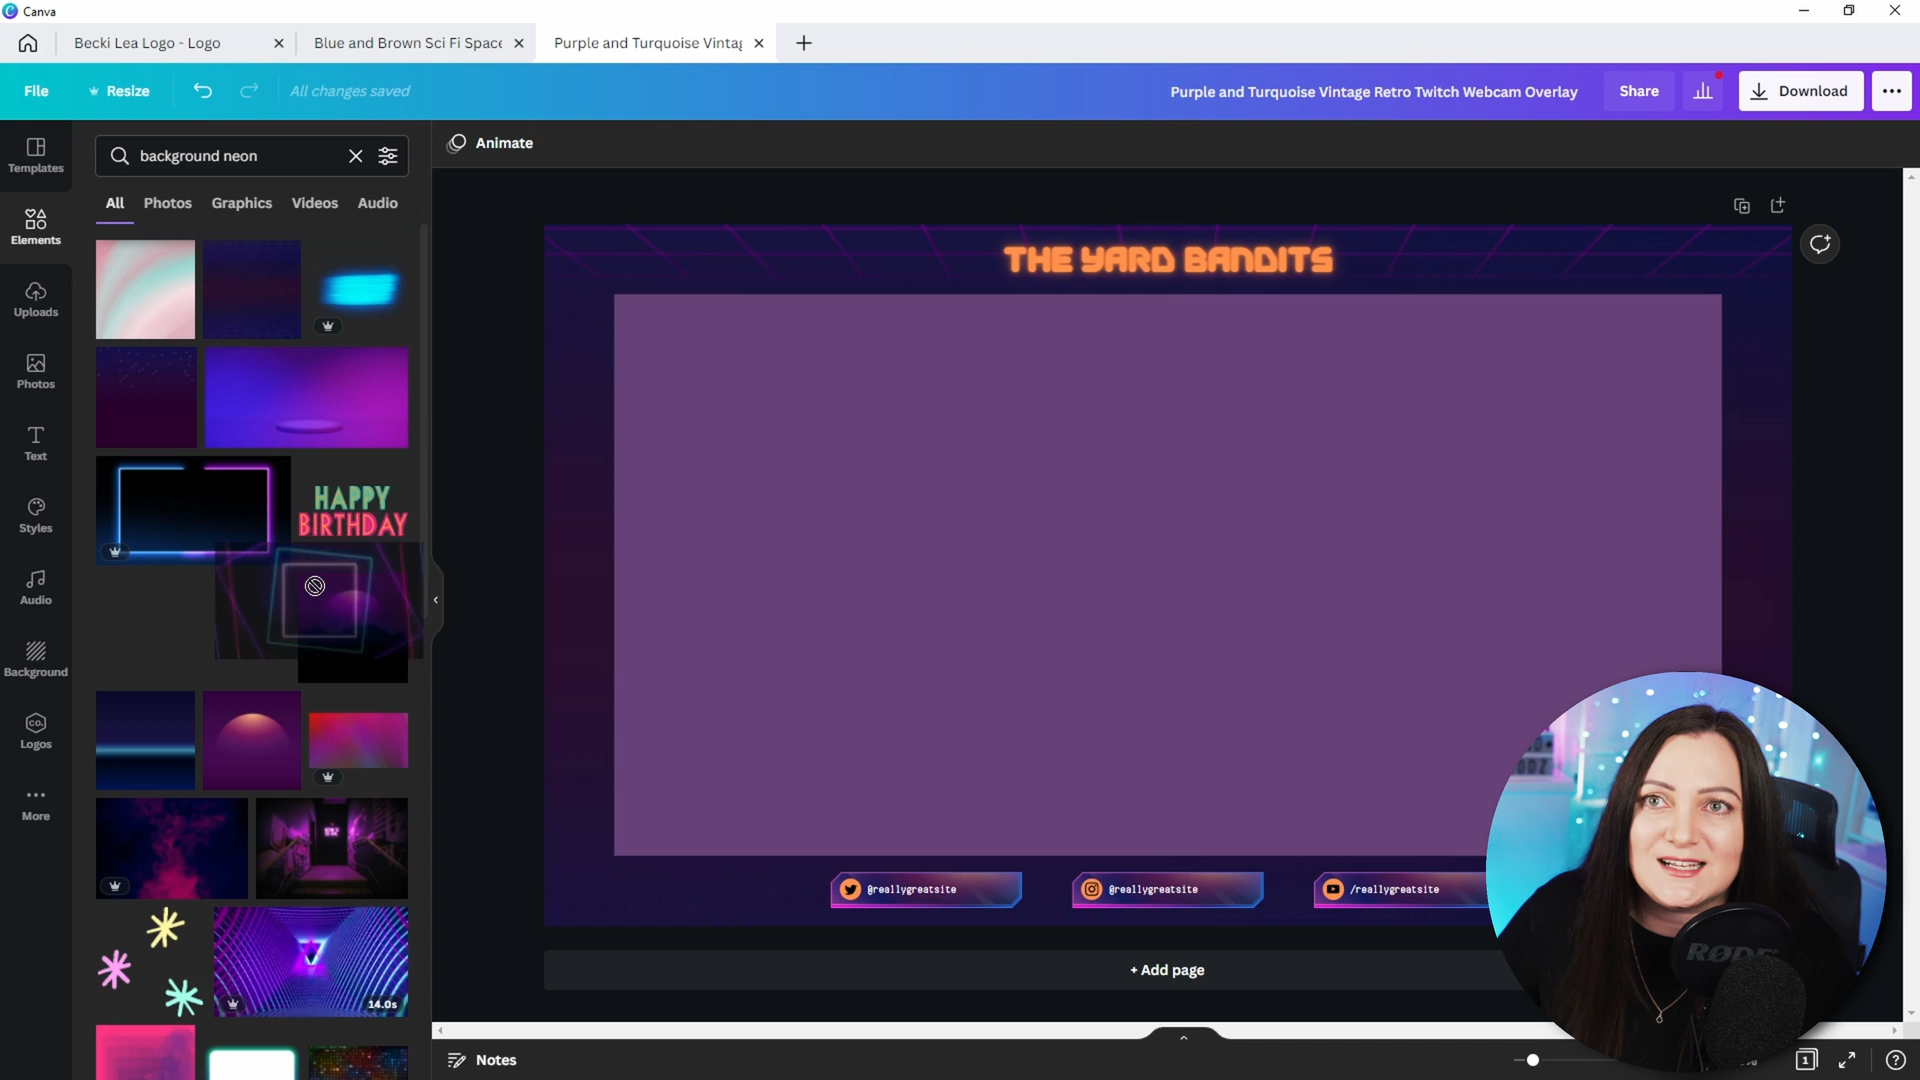 Canva
Becki Lea Logo - Logo
Blue and Brown Sci Fi Space
Purple and Turquoise Vintag
File
Resize
All changes saved
Purple and Turquoise Vintage Retro Twitch Webcam Overlay
Share
Download
Templates
background neon
Animate
All
Photos
Graphics
Videos
Audio
Elements
Uploads
Photos
Text
Styles
Audio
Background
Logos
CO.
More
HAPPY
BIRTHDAY
14.0s
THE YARD BANDITS
@reallygreatsite
@reallygreatsite
/reallygreatsite
+ Add page
Notes
1
RØDE